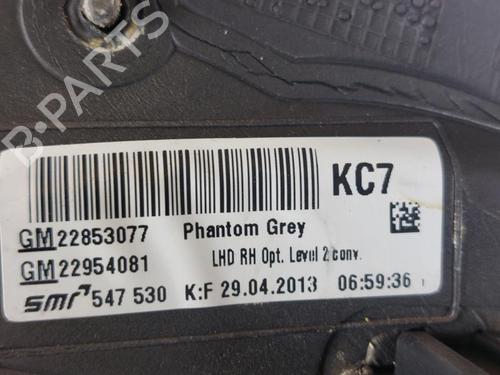 B-PARTS
KC7
GM22853077 Phantom Grey
GM22954081 LHD RH Opt. Level 2 conv.
smr 547 530 K:F 29.04.2013 06:59:36